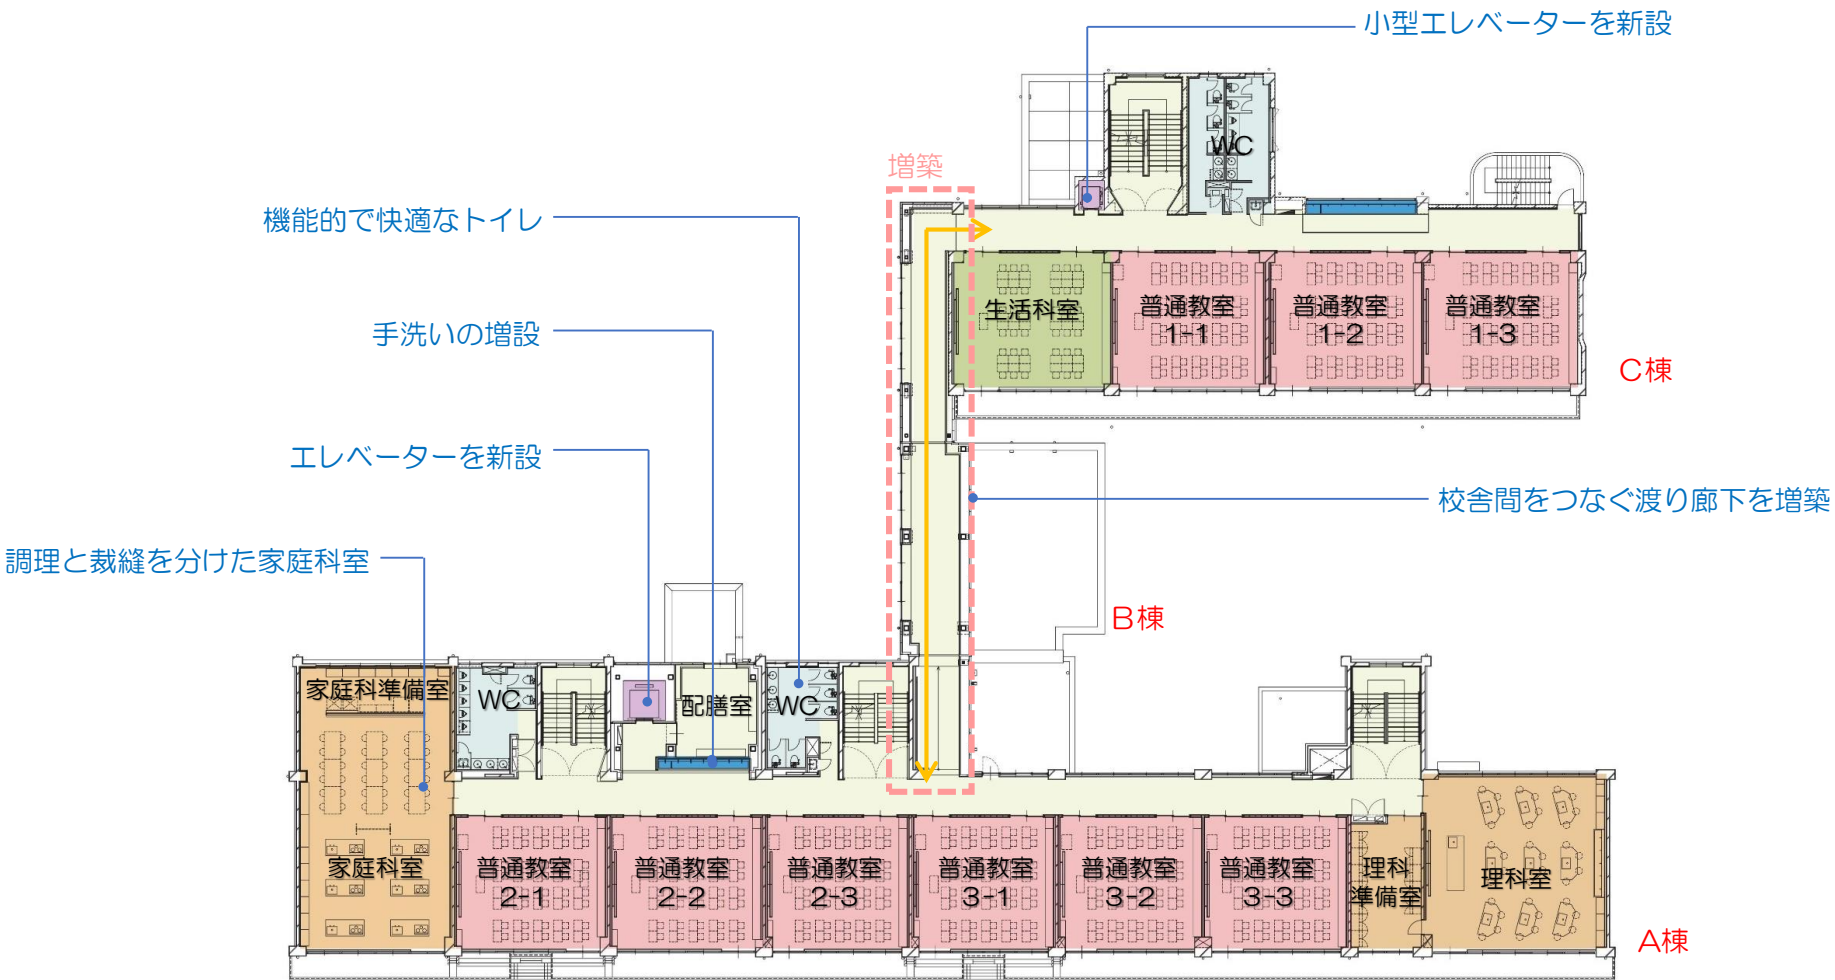 小型エレベーターを新設
WC
増築
機能的で快適なトイレ
生活科室
普通教室
1-1
普通教室
1-2
普通教室
1-3
手洗いの増設
C棟
エレベーターを新設
校舎間をつなぐ渡り廊下を増築
調理と裁縫を分けた家庭科室
B棟
家庭科準備室
WC
配膳室
WC
家庭科室
普通教室
2-1
普通教室
2-2
普通教室
2-3
普通教室
3-1
普通教室
3-2
普通教室
3-3
理科
準備室
理科室
A棟